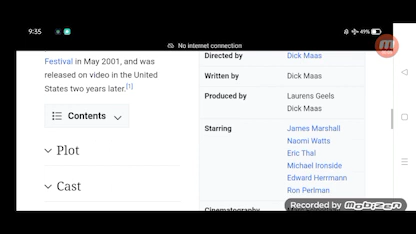 9:35
49%
No internet connection
Festival in May 2001, and was
released on video in the United
States two years later.[1]
Contents
Plot
Cast
Directed by Dick Maas
Written by Dick Maas
Produced by Laurens Geels
Dick Maas
Starring James Marshall
Naomi Watts
Eric Thal
Michael Ironside
Edward Herrmann
Ron Perlman
Cinematography
Recorded by
MOBIZEN